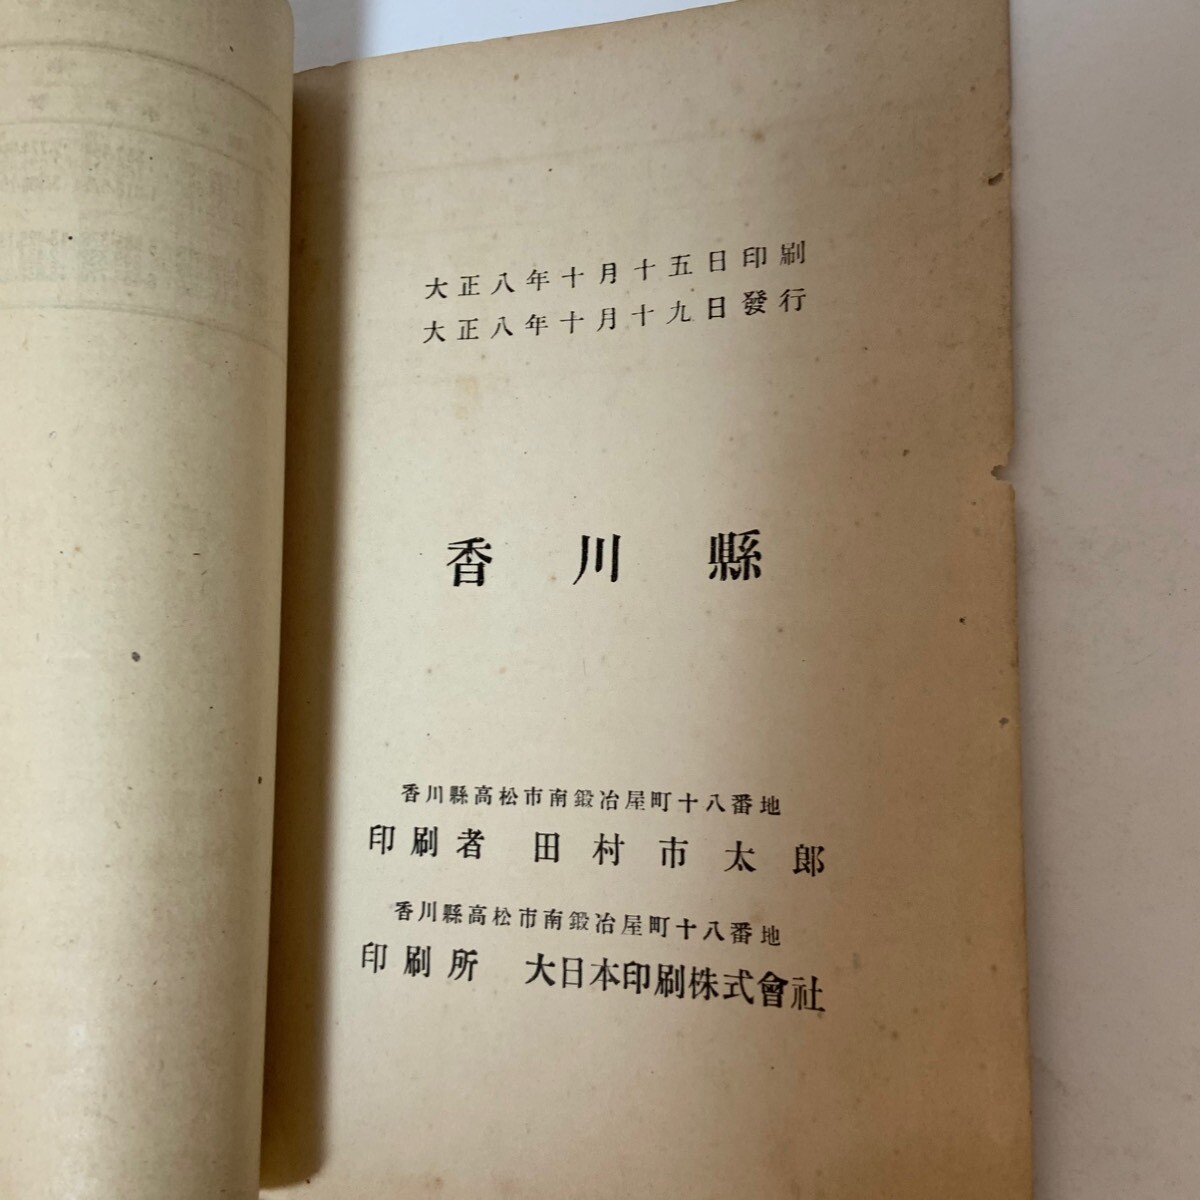 大正八年十月十五日印刷
大正八年十月十九日發行
香川縣
香川縣高松市南鍛冶屋町十八番地
印刷者 田村市太郎
香川縣高松市南鍛冶屋町十八番地
印刷所 大日本印刷株式會社